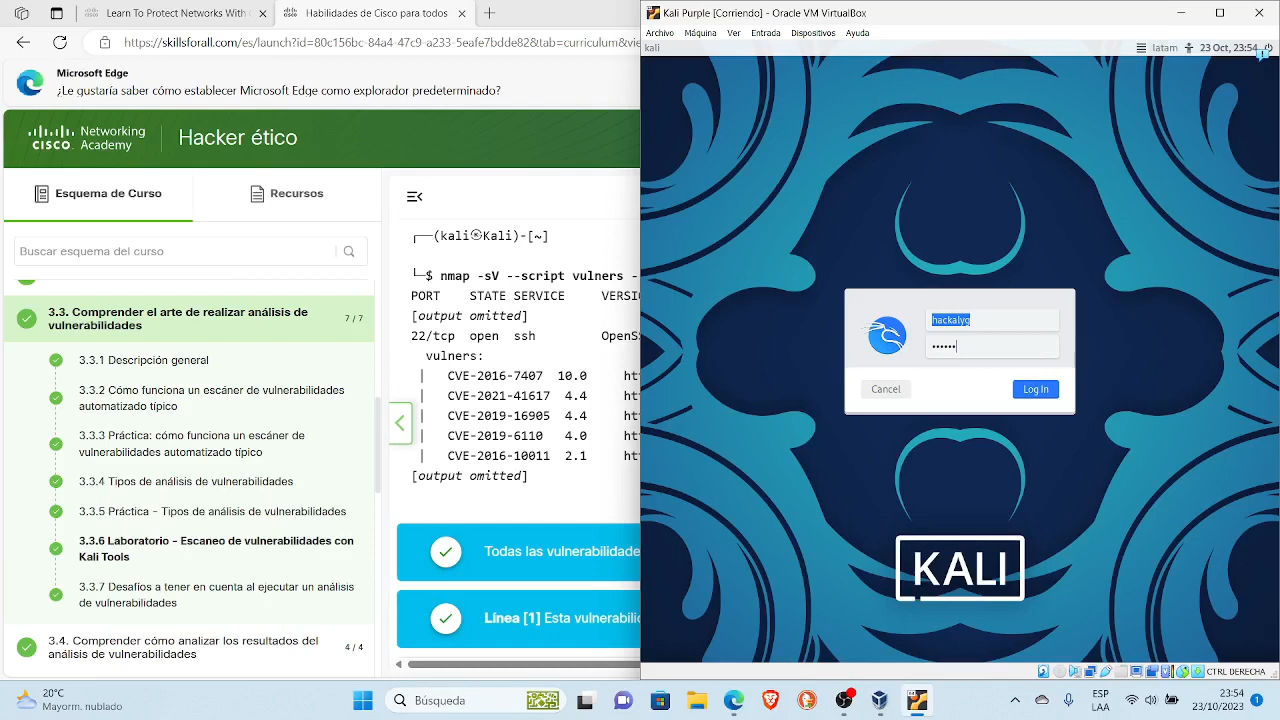 Learn to Protect Networks With
Habilidades de Cisco para todos
https://skillsforall.com/es/launch?id=80c156bc-84a4-47c9-a233-5eafe7bdde82&tab=curriculum&vie
Microsoft Edge
¿Le gustaría saber cómo establecer Microsoft Edge como explorador predeterminado?
Networking
CISCO Academy
Hacker ético
Esquema de Curso
Recursos
Buscar esquema del curso
3.3. Comprender el arte de realizar análisis de
vulnerabilidades
7 / 7
3.3.1 Descripción general
3.3.2 Cómo funciona un escáner de vulnerabilidades
automatizado típico
3.3.3 Práctica: cómo funciona un escáner de
vulnerabilidades automatizado típico
3.3.4 Tipos de análisis de vulnerabilidades
3.3.5 Práctica - Tipos de análisis de vulnerabilidades
3.3.6 Laboratorio - Escaneo de vulnerabilidades con
Kali Tools
3.3.7 Desafíos a tener en cuenta al ejecutar un análisis
de vulnerabilidades
3.4. Comprender cómo analizar los resultados del
análisis de vulnerabilidades
4 / 4
┌──(kali㉿Kali)-[~]
└─$ nmap -sV --script vulners -
PORT STATE SERVICE VERSI
[output omitted]
22/tcp open ssh OpenS
vulners:
| CVE-2016-7407 10.0 ht
| CVE-2021-41617 4.4 ht
| CVE-2019-16905 4.4 ht
| CVE-2019-6110 4.0 ht
| CVE-2016-10011 2.1 ht
[output omitted]
Todas las vulnerabilidade
Línea [1] Esta vulnerabili
Kali Purple [Corriendo] - Oracle VM VirtualBox
Archivo Máquina Ver Entrada Dispositivos Ayuda
kali
latam
23 Oct, 23:54
hackalyg
••••••
Cancel
Log In
KALI
CTRL DERECHA
20°C
Mayorm. nublado
Búsqueda
ESP
LAA
23:54
23/10/2023
1